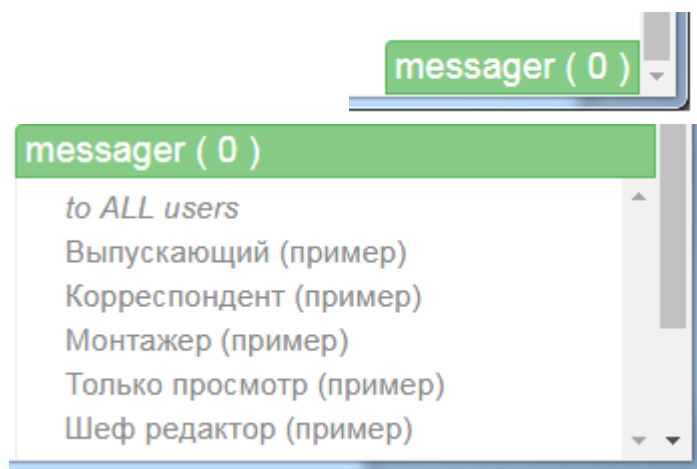 messager ( 0 )
messager ( 0 )
to ALL users
Выпускающий (пример)
Корреспондент (пример)
Монтажер (пример)
Только просмотр (пример)
Шеф редактор (пример)